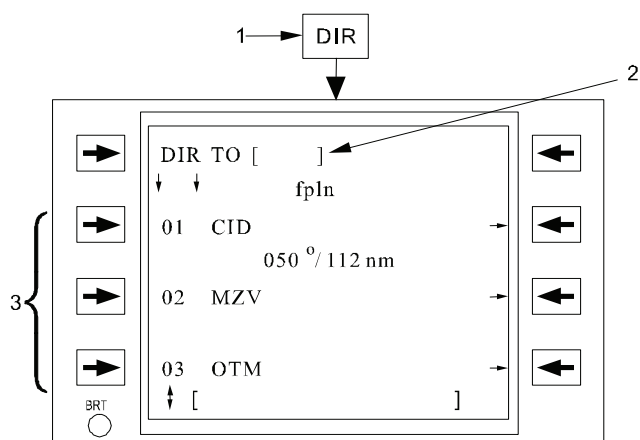 1 DIR
2
DIR TO [ ]
↓ ↓ fpln
01 CID →
050 °/112 nm
3
02 MZV →
03 OTM →
↕ [ ]
BRT